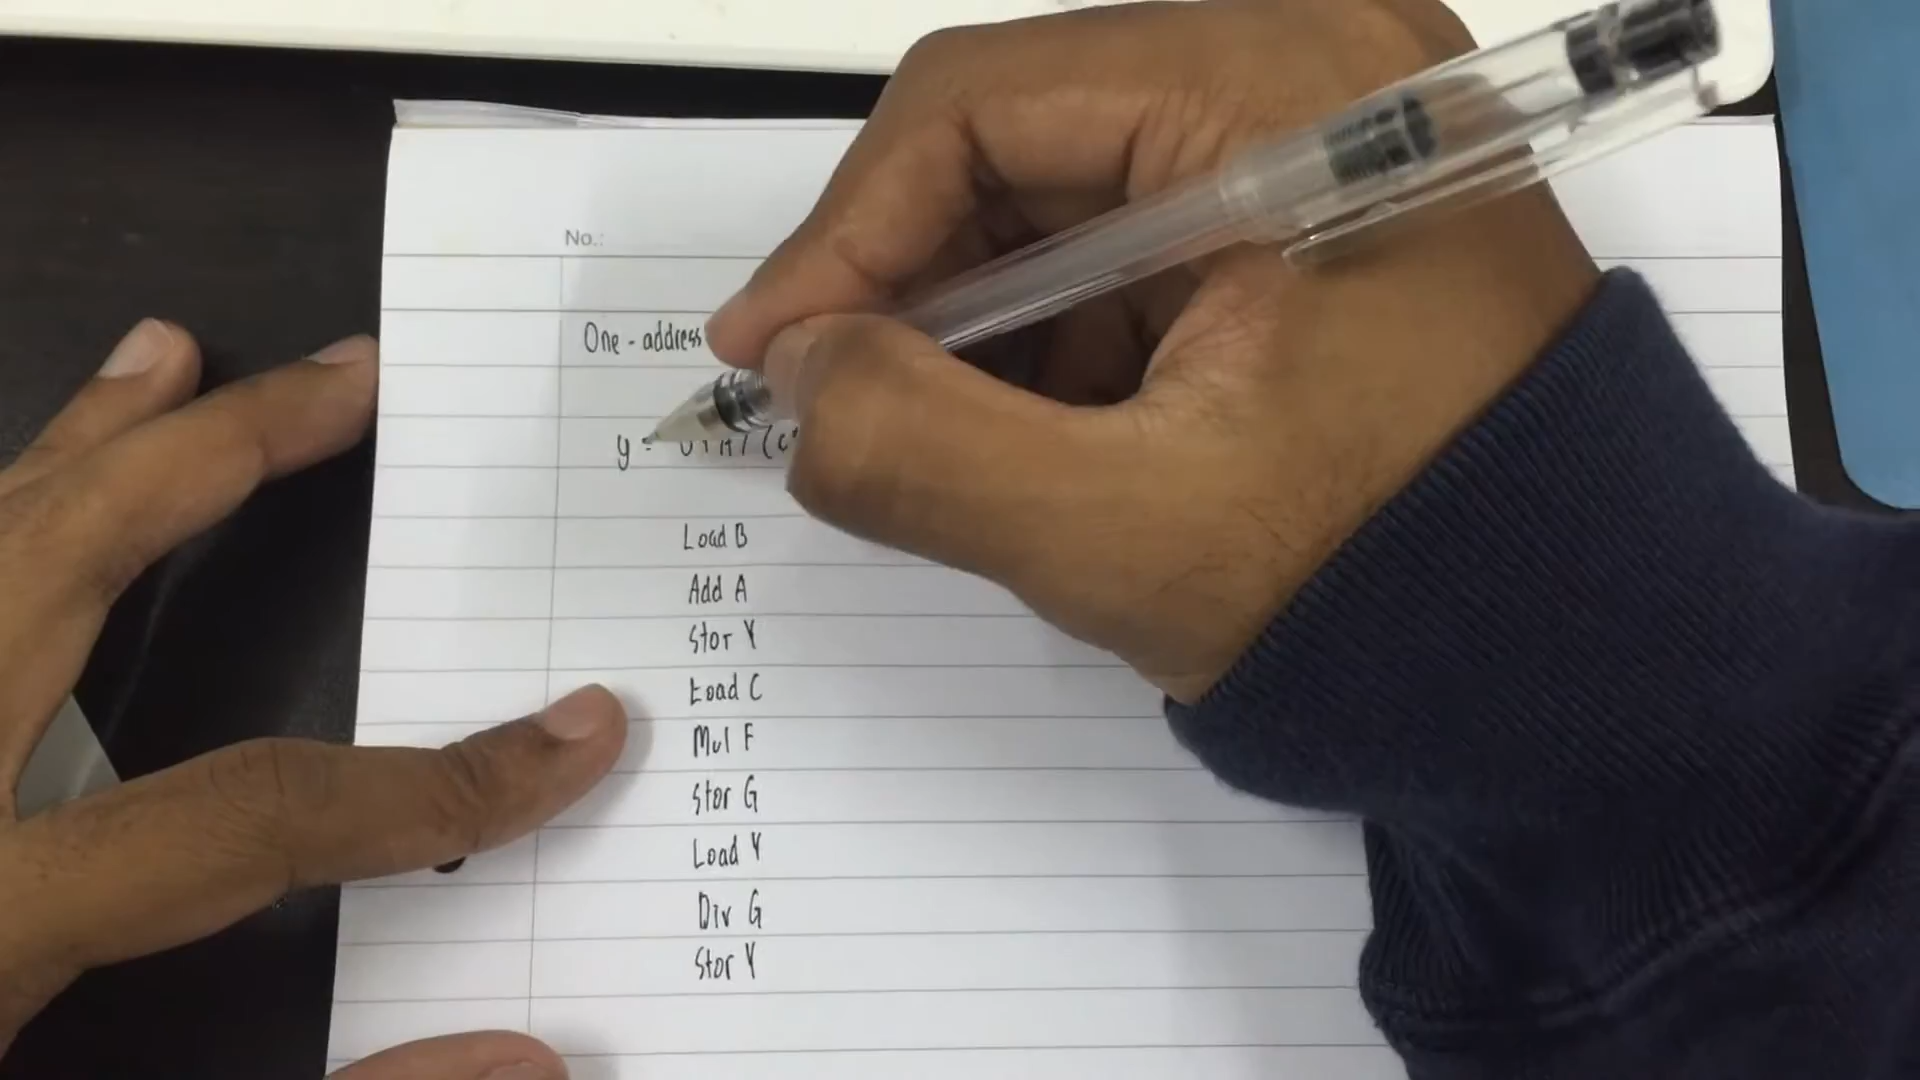 No.:
One - address
y = (c*
Load B
Add A
Stor Y
Load C
Mul F
Stor G
Load Y
Div G
Stor Y